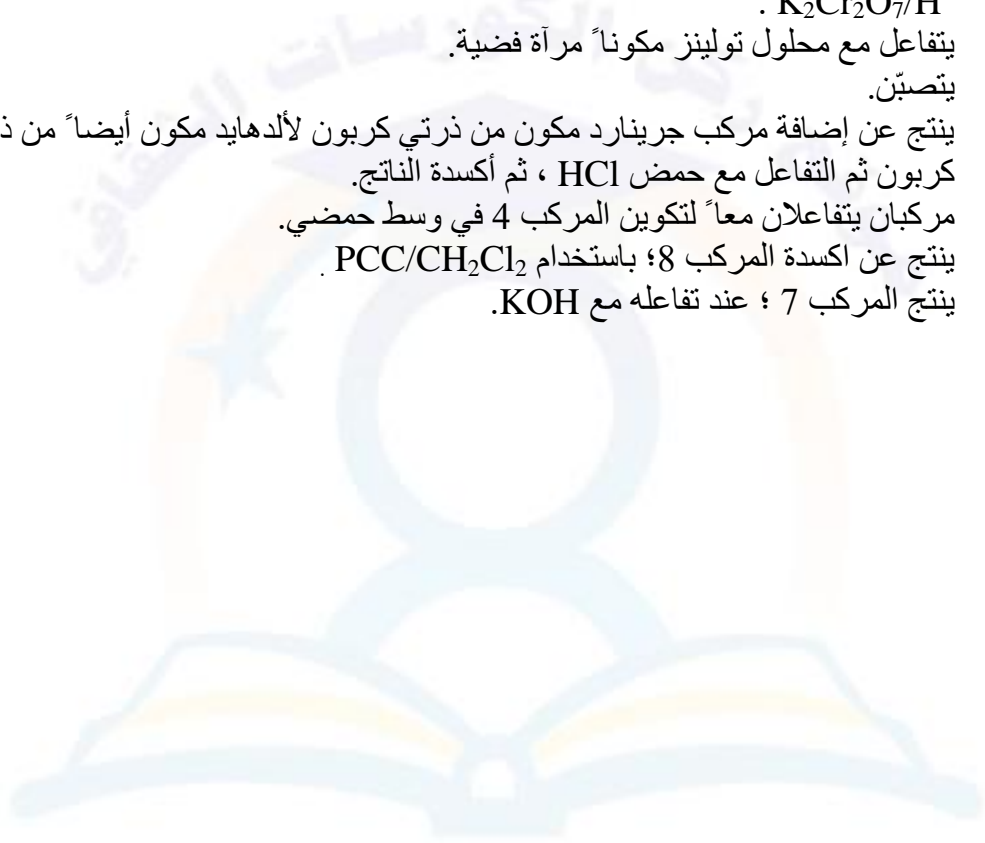 . K₂Cr₂O₇/H
يتفاعل مع محلول تولينز مكوناً مرآة فضية.
يتصبّن.
ينتج عن إضافة مركب جرينارد مكون من ذرتي كربون لألدهايد مكون أيضاً من ذ
كربون ثم التفاعل مع حمض HCl ، ثم أكسدة الناتج.
مركبان يتفاعلان معاً لتكوين المركب 4 في وسط حمضي.
ينتج عن اكسدة المركب 8؛ باستخدام PCC/CH₂Cl₂ .
ينتج المركب 7 ؛ عند تفاعله مع KOH.